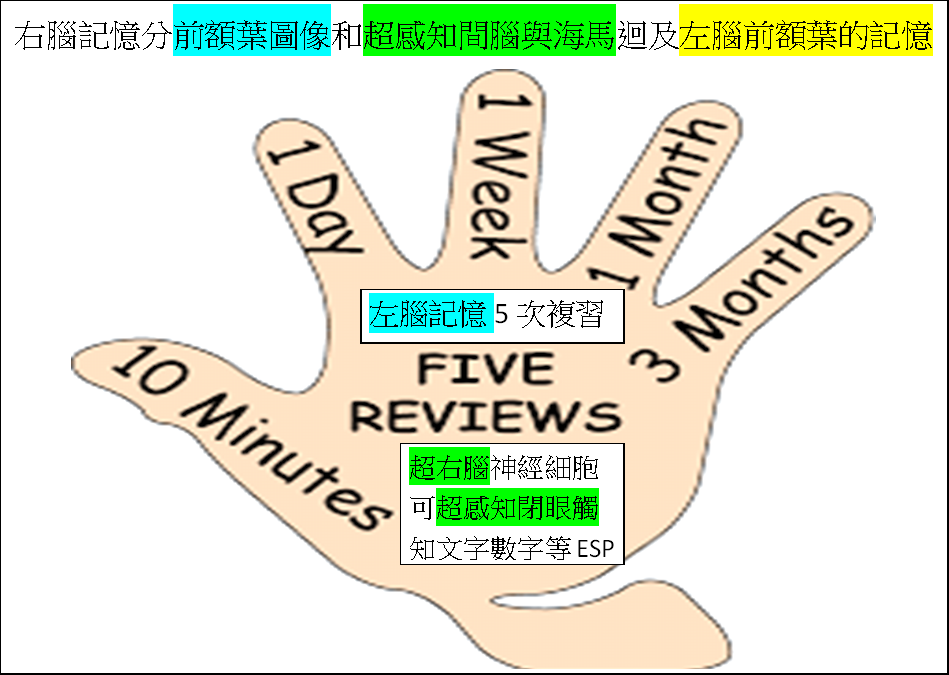 右腦記憶分前額葉圖像和超感知間腦與海馬迴及左腦前額葉的記憶
10 Minutes
1 Day
1 Week
1 Month
3 Months
左腦記憶 5 次複習
FIVE
REVIEWS
超右腦神經細胞
可超感知閉眼觸
知文字數字等 ESP